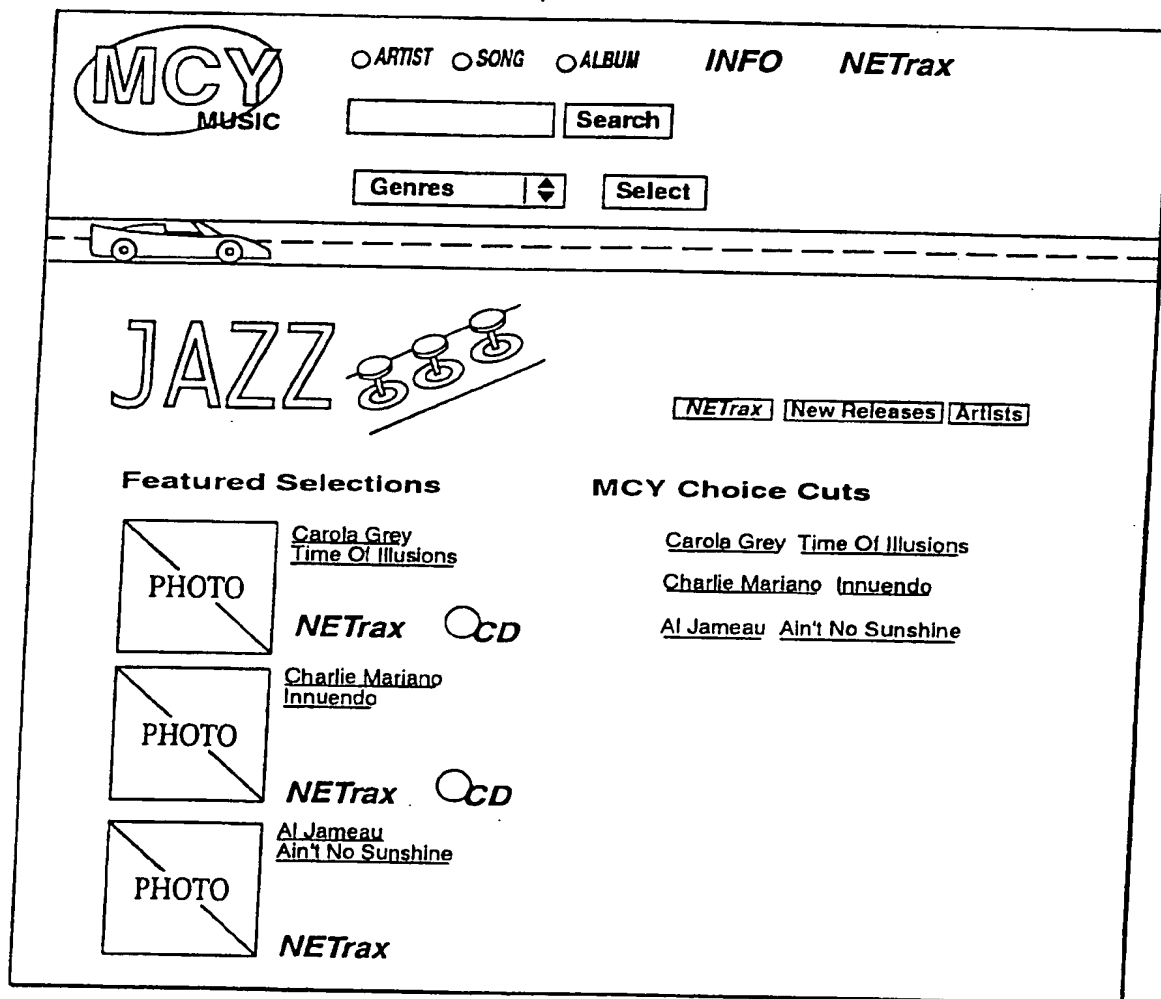 MCY
MUSIC
ARTIST SONG ALBUM INFO NETrax
Search
Genres Select
JAZZ
NETrax New Releases Artists
Featured Selections
MCY Choice Cuts
Carola Grey
Time Of Illusions
PHOTO
NETrax CD
Charlie Mariano
Innuendo
PHOTO
NETrax CD
Al Jameau
Ain't No Sunshine
PHOTO
NETrax
Carola Grey Time Of Illusions
Charlie Mariano Innuendo
Al Jameau Ain't No Sunshine